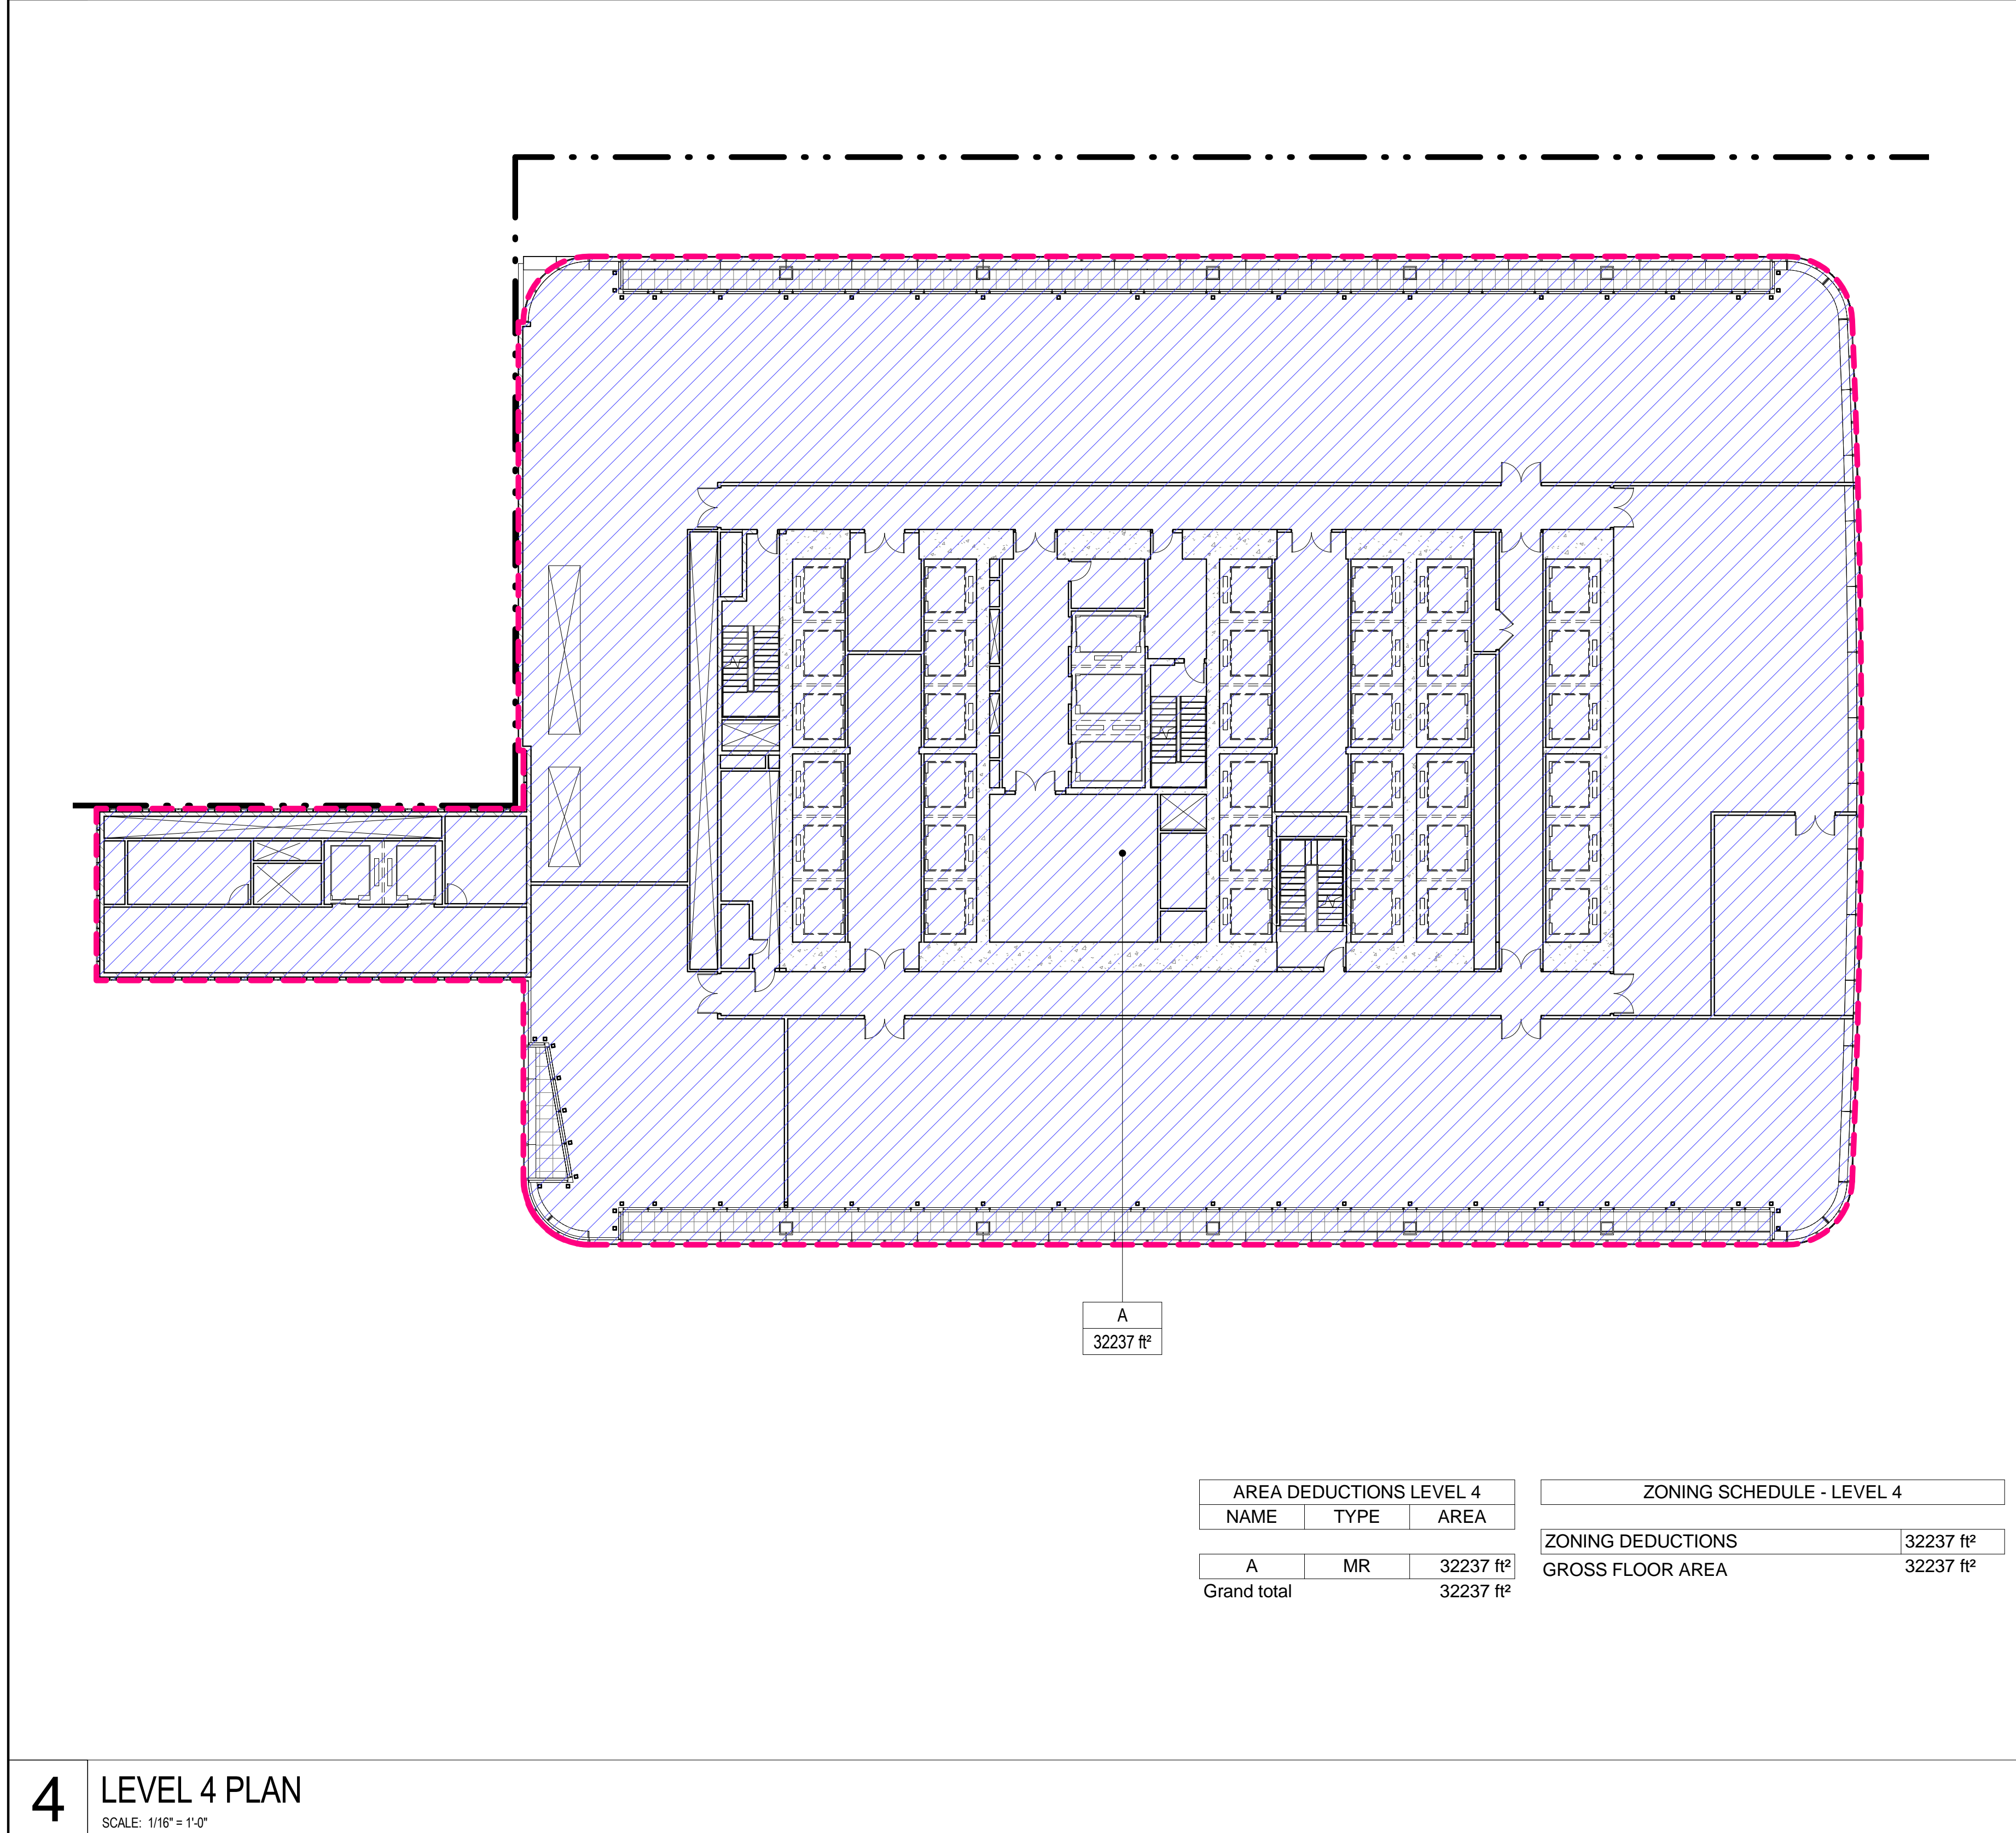 A
32237 ft²
AREA DEDUCTIONS LEVEL 4
NAME TYPE AREA
A MR 32237 ft²
Grand total 32237 ft²
ZONING SCHEDULE - LEVEL 4
ZONING DEDUCTIONS 32237 ft²
GROSS FLOOR AREA 32237 ft²
4
LEVEL 4 PLAN
SCALE: 1/16" = 1'-0"